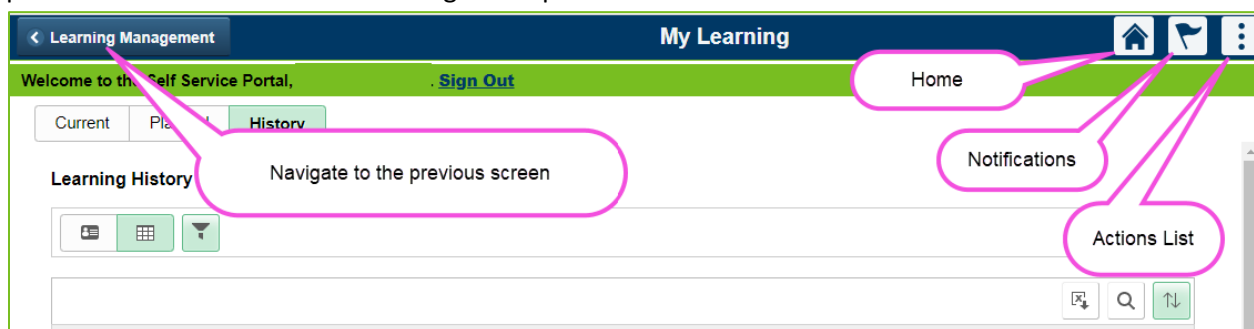 Learning Management
My Learning
Welcome to the Self Service Portal, . Sign Out
Home
Current
History
Navigate to the previous screen
Notifications
Learning History
Actions List